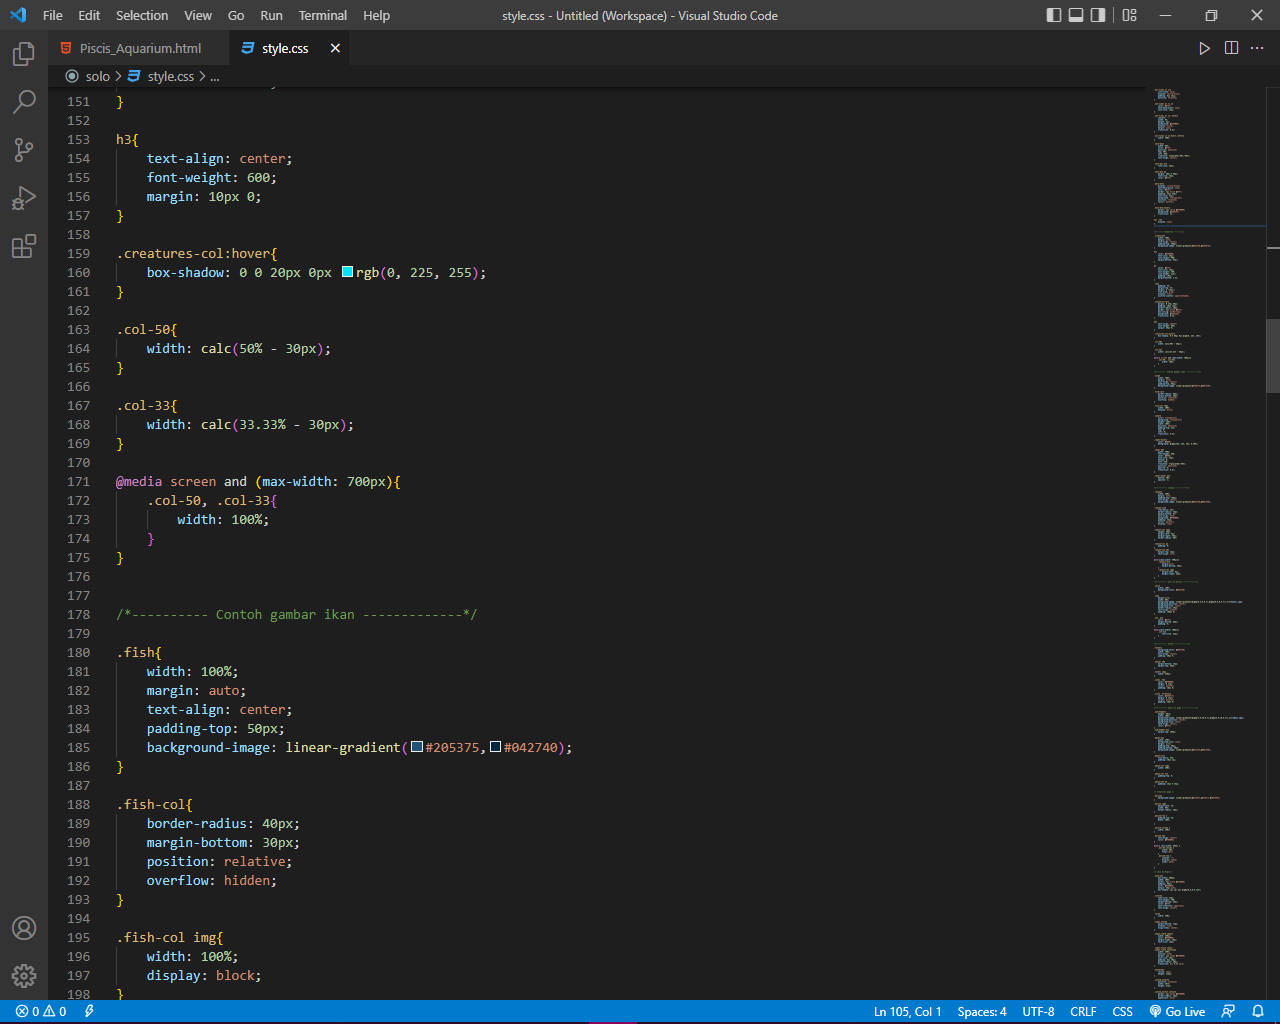 File Edit Selection View Go Run Terminal Help style.css - Untitled (Workspace) - Visual Studio Code
Piscis_Aquarium.html style.css
solo > style.css > ...
151 }
152
153 h3{
154 text-align: center;
155 font-weight: 600;
156 margin: 10px 0;
157 }
158
159 .creatures-col:hover{
160 box-shadow: 0 0 20px 0px rgb(0, 225, 255);
161 }
162
163 .col-50{
164 width: calc(50% - 30px);
165 }
166
167 .col-33{
168 width: calc(33.33% - 30px);
169 }
170
171 @media screen and (max-width: 700px){
172 .col-50, .col-33{
173 width: 100%;
174 }
175 }
176
177
178 /*---------- Contoh gambar ikan -------------*/
179
180 .fish{
181 width: 100%;
182 margin: auto;
183 text-align: center;
184 padding-top: 50px;
185 background-image: linear-gradient(#205375,#042740);
186 }
187
188 .fish-col{
189 border-radius: 40px;
190 margin-bottom: 30px;
191 position: relative;
192 overflow: hidden;
193 }
194
195 .fish-col img{
196 width: 100%;
197 display: block;
198 }
0 0 Ln 105, Col 1 Spaces: 4 UTF-8 CRLF CSS Go Live